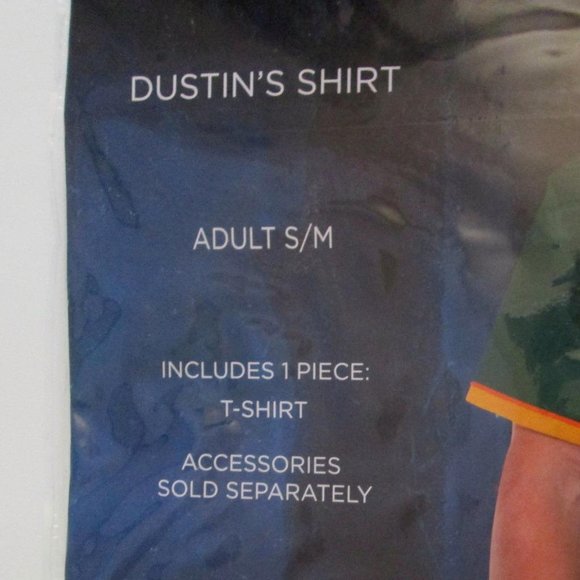 DUSTIN'S SHIRT
ADULT S/M
INCLUDES 1 PIECE:
T-SHIRT
ACCESSORIES
SOLD SEPARATELY